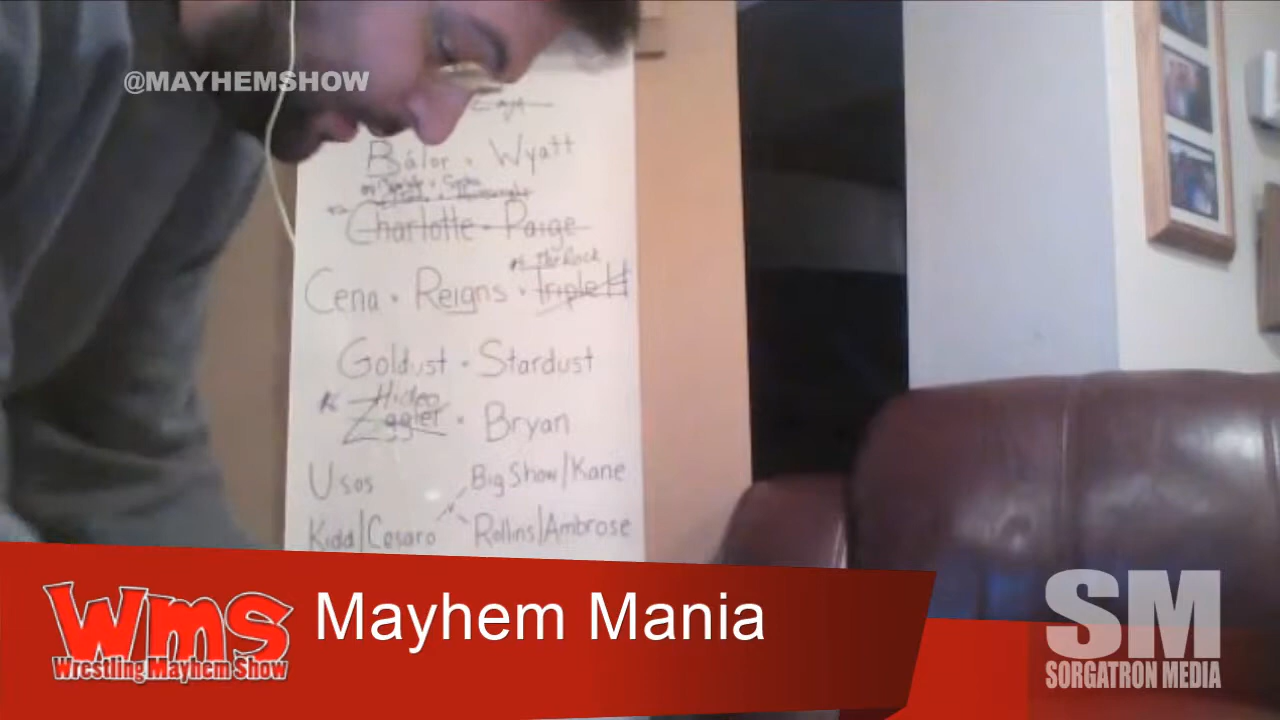 @MAYHEMSHOW
Bálor • Wyatt
Charlotte - Paige
The Rock
Cena • Reigns • Triple H
Goldust • Stardust
Hideo
Ziggler • Bryan
Usos Big Show/Kane
Kidd/Cesaro Rollins/Ambrose
Wms
Wrestling Mayhem Show
Mayhem Mania
SM
SORGATRON MEDIA